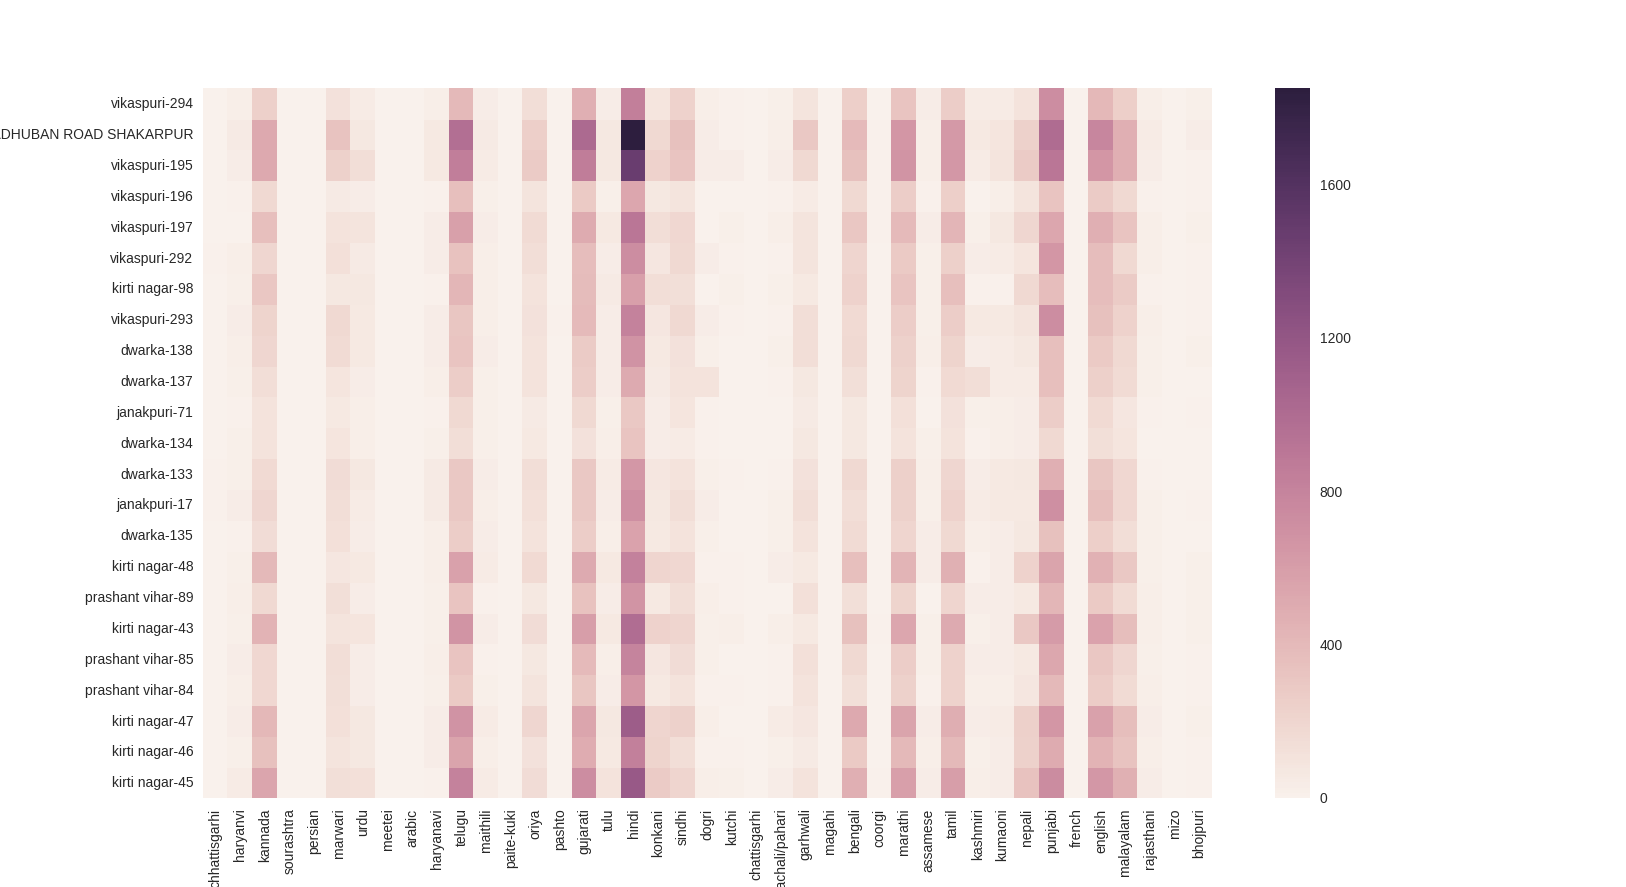 vikaspuri-294
ADHUBAN ROAD SHAKARPUR
vikaspuri-195
vikaspuri-196
vikaspuri-197
vikaspuri-292
kirti nagar-98
vikaspuri-293
dwarka-138
dwarka-137
janakpuri-71
dwarka-134
dwarka-133
janakpuri-17
dwarka-135
kirti nagar-48
prashant vihar-89
kirti nagar-43
prashant vihar-85
prashant vihar-84
kirti nagar-47
kirti nagar-46
kirti nagar-45
chhattisgarhi
haryanvi
kannada
sourashtra
persian
marwari
urdu
meetei
arabic
haryanavi
telugu
maithili
paite-kuki
oriya
pashto
gujarati
tulu
hindi
konkani
sindhi
dogri
kutchi
chattisgarhi
achali/pahari
garhwali
magahi
bengali
coorgi
marathi
assamese
tamil
kashmiri
kumaoni
nepali
punjabi
french
english
malayalam
rajasthani
mizo
bhojpuri
1600
1200
800
400
0